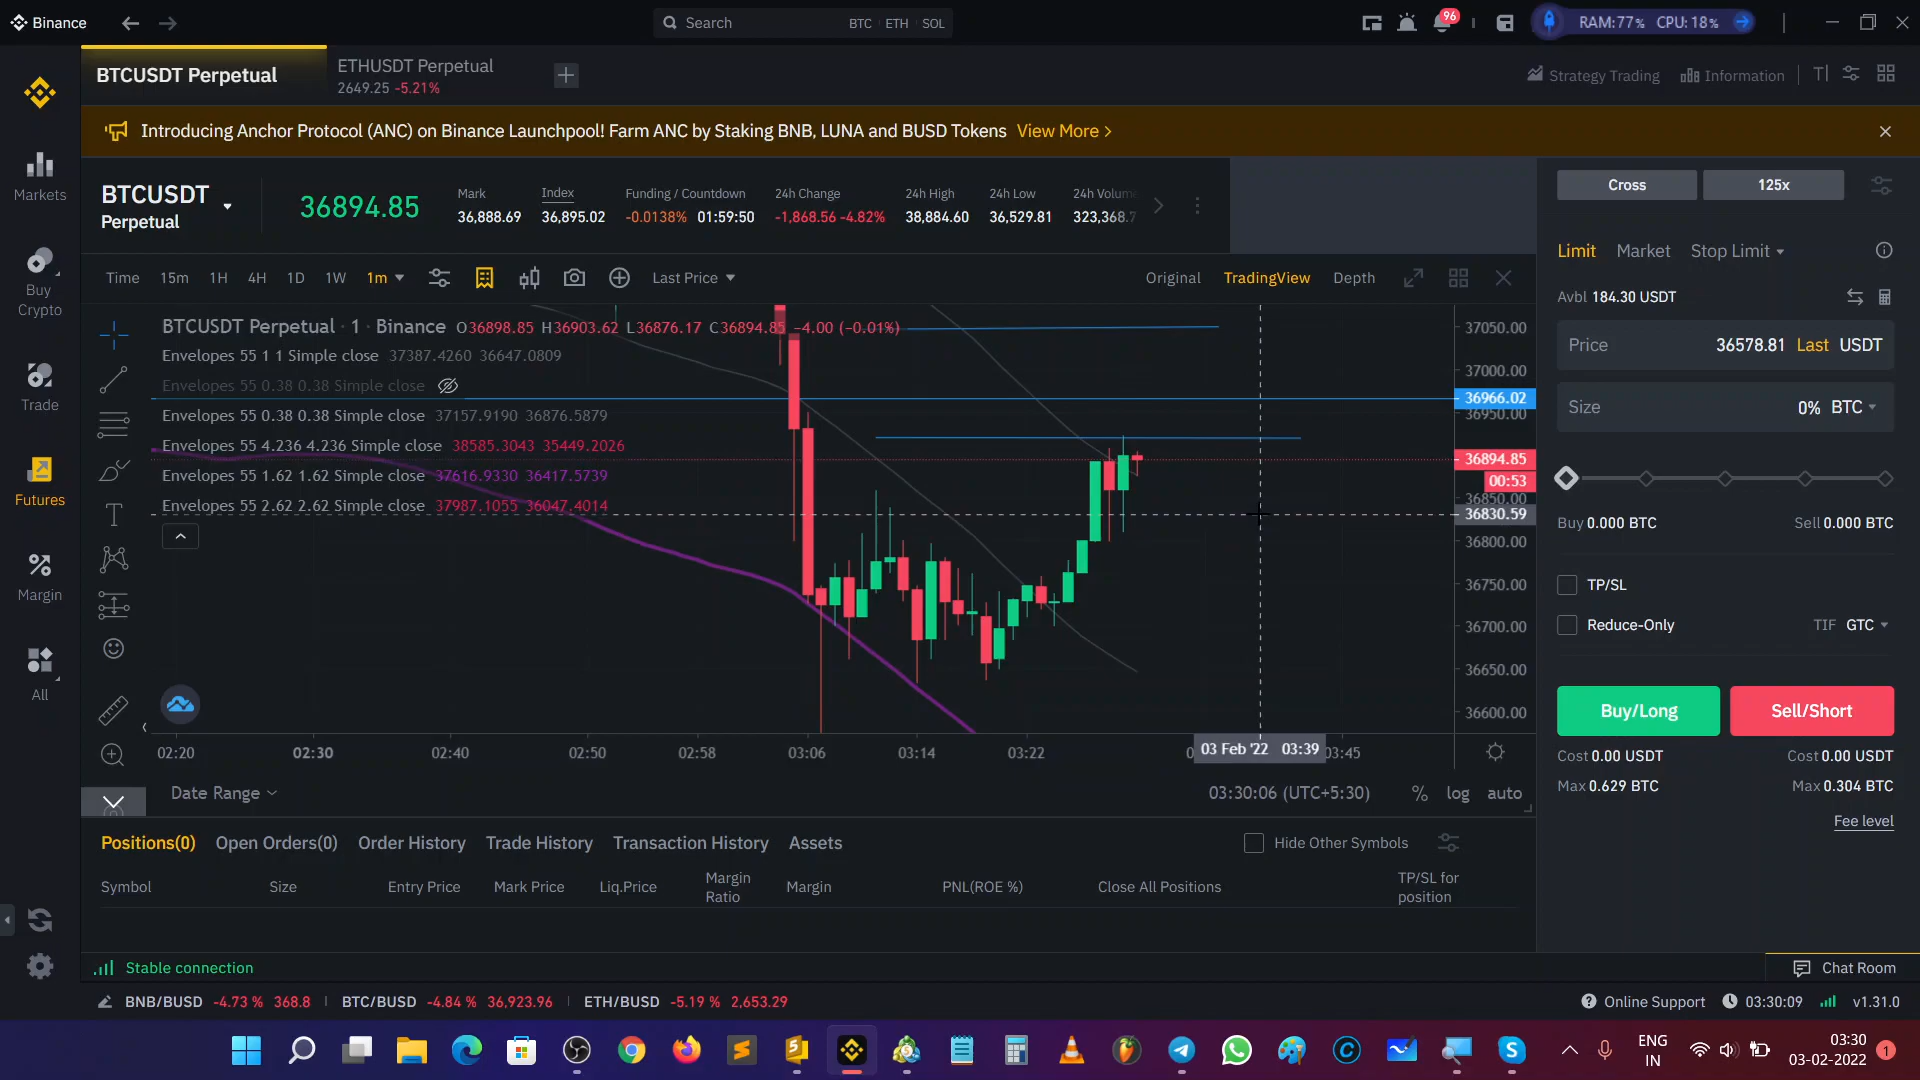 Binance
Search BTC ETH SOL
96
RAM:77% CPU: 18%
BTCUSDT Perpetual
ETHUSDT Perpetual
2649.25 -5.21%
Strategy Trading
Information
Introducing Anchor Protocol (ANC) on Binance Launchpool! Farm ANC by Staking BNB, LUNA and BUSD Tokens View More >
Markets
Buy
Crypto
Trade
Futures
Margin
All
BTCUSDT
Perpetual
36894.85
Mark
36,888.69
Index
36,895.02
Funding / Countdown
-0.0138% 01:59:50
24h Change
-1,868.56 -4.82%
24h High
38,884.60
24h Low
36,529.81
24h Volum
323,368.7
Time 15m 1H 4H 1D 1W 1m
Last Price
Original TradingView Depth
BTCUSDT Perpetual · 1 · Binance O36898.85 H36903.62 L36876.17 C36894.85 −4.00 (−0.01%)
Envelopes 55 1 1 Simple close 37387.4260 36647.0809
Envelopes 55 0.38 0.38 Simple close
Envelopes 55 0.38 0.38 Simple close 37157.9190 36876.5879
Envelopes 55 4.236 4.236 Simple close 38585.3043 35449.2026
Envelopes 55 1.62 1.62 Simple close 37616.9330 36417.5739
Envelopes 55 2.62 2.62 Simple close 37987.1055 36047.4014
37050.00
37000.00
36966.02
36950.00
36894.85
00:53
36850.00
36830.59
36800.00
36750.00
36700.00
36650.00
36600.00
02:20 02:30 02:40 02:50 02:58 03:06 03:14 03:22 03 Feb '22 03:39 03:45
Date Range
03:30:06 (UTC+5:30) % log auto
Cross 125x
Limit Market Stop Limit
Avbl 184.30 USDT
Price 36578.81 Last USDT
Size 0% BTC
Buy 0.000 BTC Sell 0.000 BTC
TP/SL
Reduce-Only TIF GTC
Buy/Long Sell/Short
Cost 0.00 USDT Cost 0.00 USDT
Max 0.629 BTC Max 0.304 BTC
Fee level
Positions(0) Open Orders(0) Order History Trade History Transaction History Assets
Hide Other Symbols
Symbol Size Entry Price Mark Price Liq.Price Margin
Ratio Margin PNL(ROE %) Close All Positions TP/SL for
position
Stable connection
Chat Room
BNB/BUSD -4.73 % 368.8 BTC/BUSD -4.84 % 36,923.96 ETH/BUSD -5.19 % 2,653.29
Online Support 03:30:09 v1.31.0
ENG
IN
03:30
03-02-2022
1